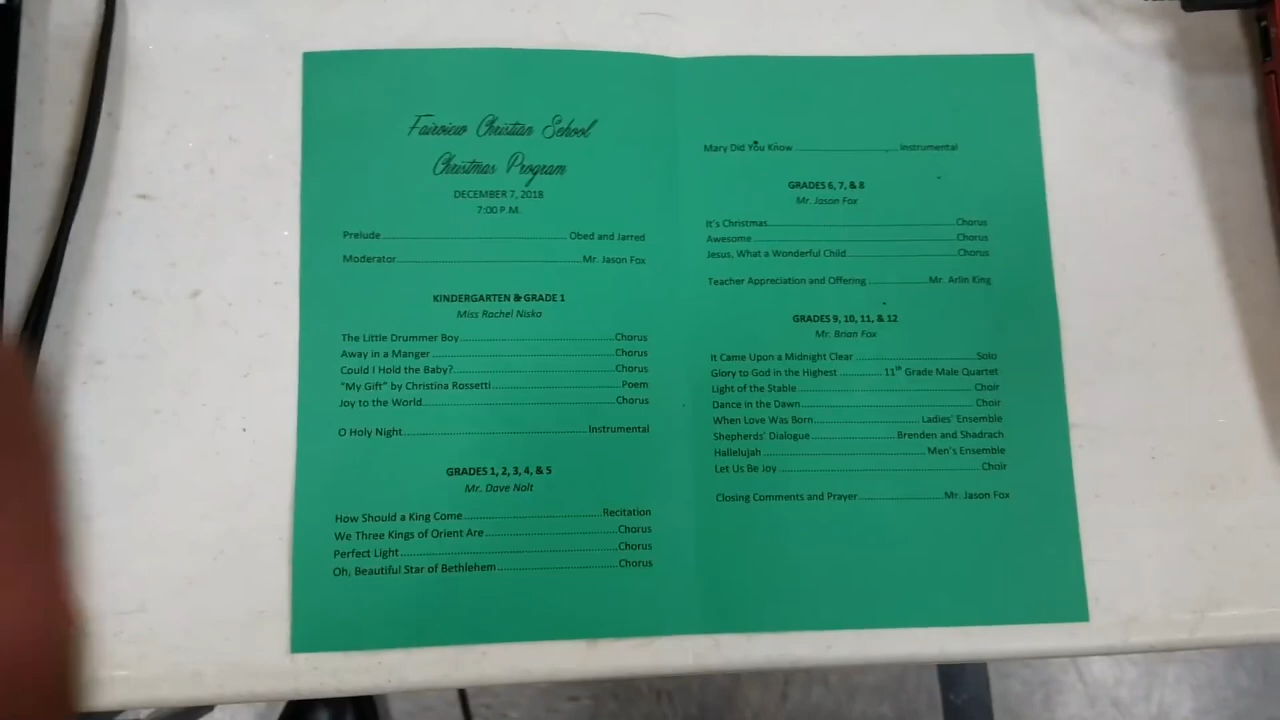 Fairview Christian School
Christmas Program
DECEMBER 7, 2018
7:00 P.M.
Prelude.......Obed and Jarred
Moderator.......Mr. Jason Fox
KINDERGARTEN & GRADE 1
Miss Rachel Niska
The Little Drummer Boy.......Chorus
Away in a Manger.......Chorus
Could I Hold the Baby?.......Chorus
"My Gift" by Christina Rossetti.......Poem
Joy to the World.......Chorus
O Holy Night.......Instrumental
GRADES 1, 2, 3, 4, & 5
Mr. Dave Nolt
How Should a King Come.......Recitation
We Three Kings of Orient Are.......Chorus
Perfect Light.......Chorus
Oh, Beautiful Star of Bethlehem.......Chorus
Mary Did You Know.......Instrumental
GRADES 6, 7, & 8
Mr. Jason Fox
It's Christmas.......Chorus
Awesome.......Chorus
Jesus, What a Wonderful Child.......Chorus
Teacher Appreciation and Offering.......Mr. Arlin King
GRADES 9, 10, 11, & 12
Mr. Brian Fox
It Came Upon a Midnight Clear.......Solo
Glory to God in the Highest.......11th Grade Male Quartet
Light of the Stable.......Choir
Dance in the Dawn.......Choir
When Love Was Born.......Ladies' Ensemble
Shepherds' Dialogue.......Brenden and Shadrach
Hallelujah.......Men's Ensemble
Let Us Be Joy.......Choir
Closing Comments and Prayer.......Mr. Jason Fox